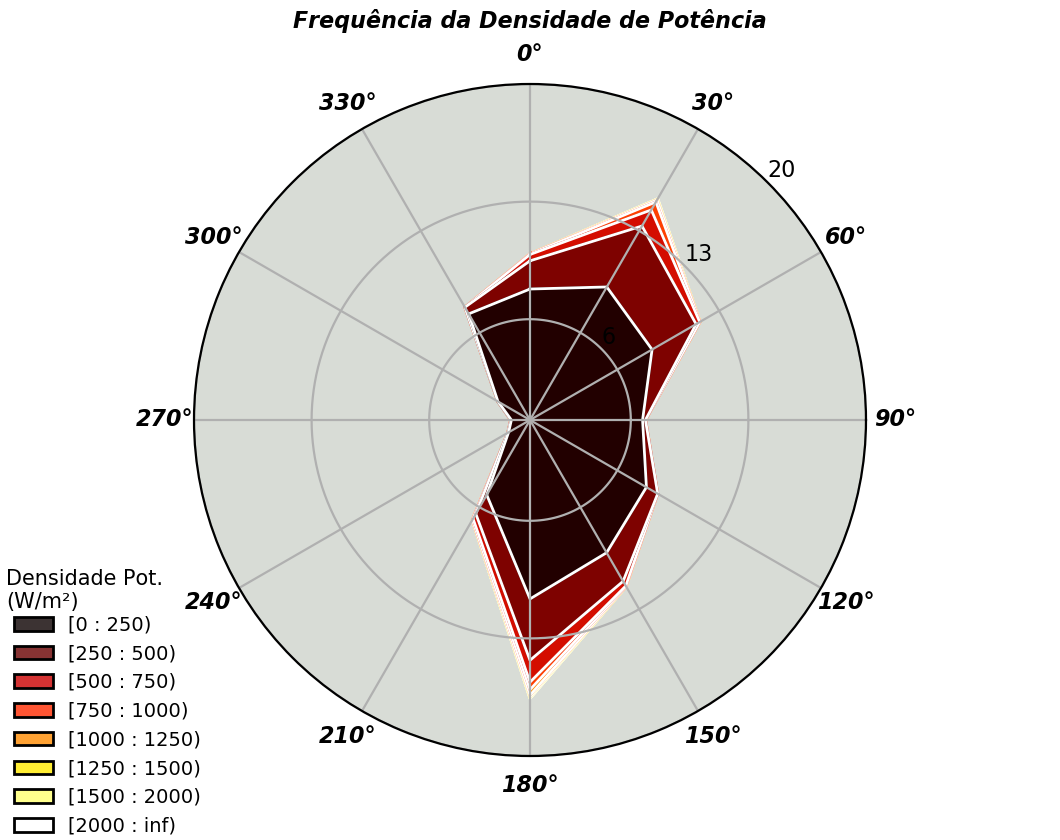 Frequência da Densidade de Potência
0°
330°
30°
20
300°
60°
13
6
270°
90°
240°
120°
210°
150°
180°
Densidade Pot.
(W/m²)
[0 : 250)
[250 : 500)
[500 : 750)
[750 : 1000)
[1000 : 1250)
[1250 : 1500)
[1500 : 2000)
[2000 : inf)